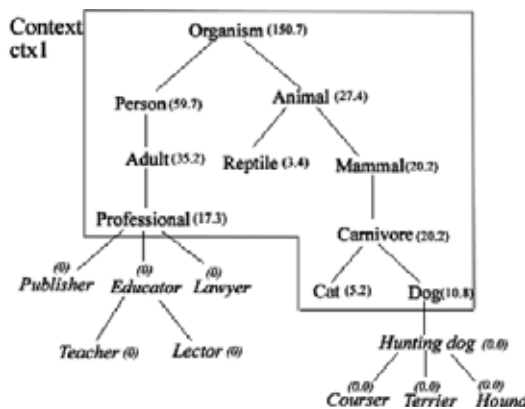 Context
ctx1
Organism (150.7)
Person (59.7)
Animal (27.4)
Adult (35.2)
Reptile (3.4)
Mammal (20.2)
Professional (17.3)
Carnivore (20.2)
(0) (0) (0)
Publisher Educator Lawyer
Cat (5.2)
Dog(10.8)
Teacher (0)
Lector (0)
Hunting dog (0.0)
(0.0) (0.0) (0.0)
Courser Terrier Hound